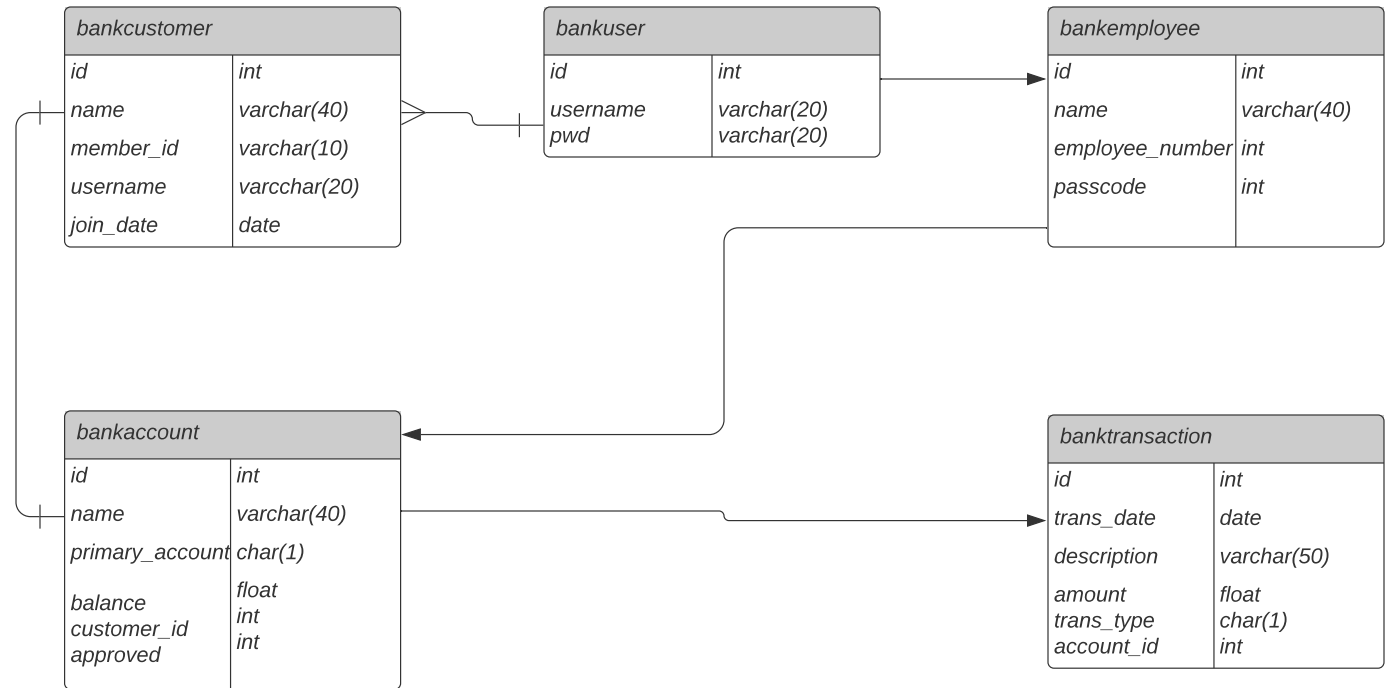 bankcustomer
id int
name varchar(40)
member_id varchar(10)
username varcchar(20)
join_date date
bankuser
id int
username varchar(20)
pwd varchar(20)
bankemployee
id int
name varchar(40)
employee_number int
passcode int
bankaccount
id int
name varchar(40)
primary_account char(1)
balance float
customer_id int
approved int
banktransaction
id int
trans_date date
description varchar(50)
amount float
trans_type char(1)
account_id int